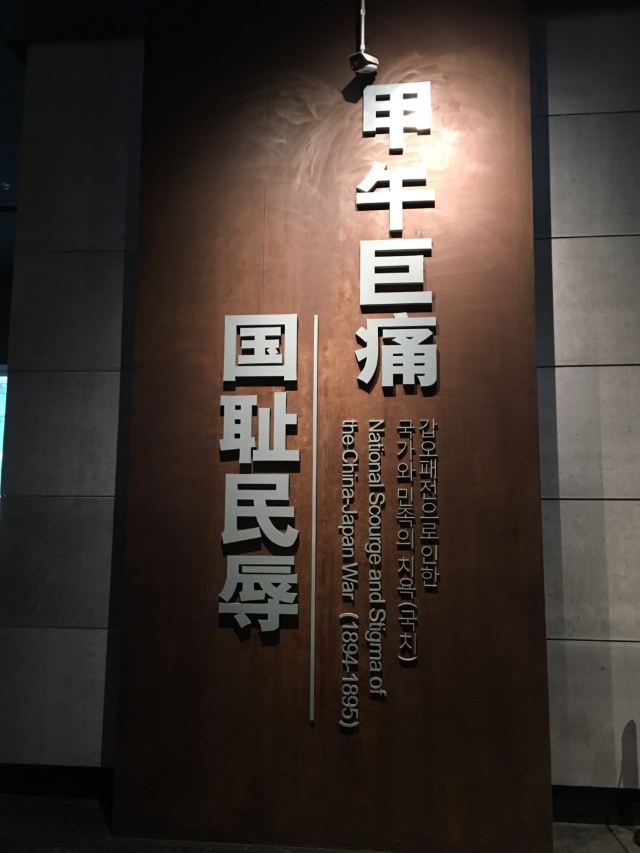 甲午巨痛
国耻民辱
갑오패전으로인한
국가와민족의치욕(국치)
National Scourge and Stigma of
the China-Japan War (1894-1895)